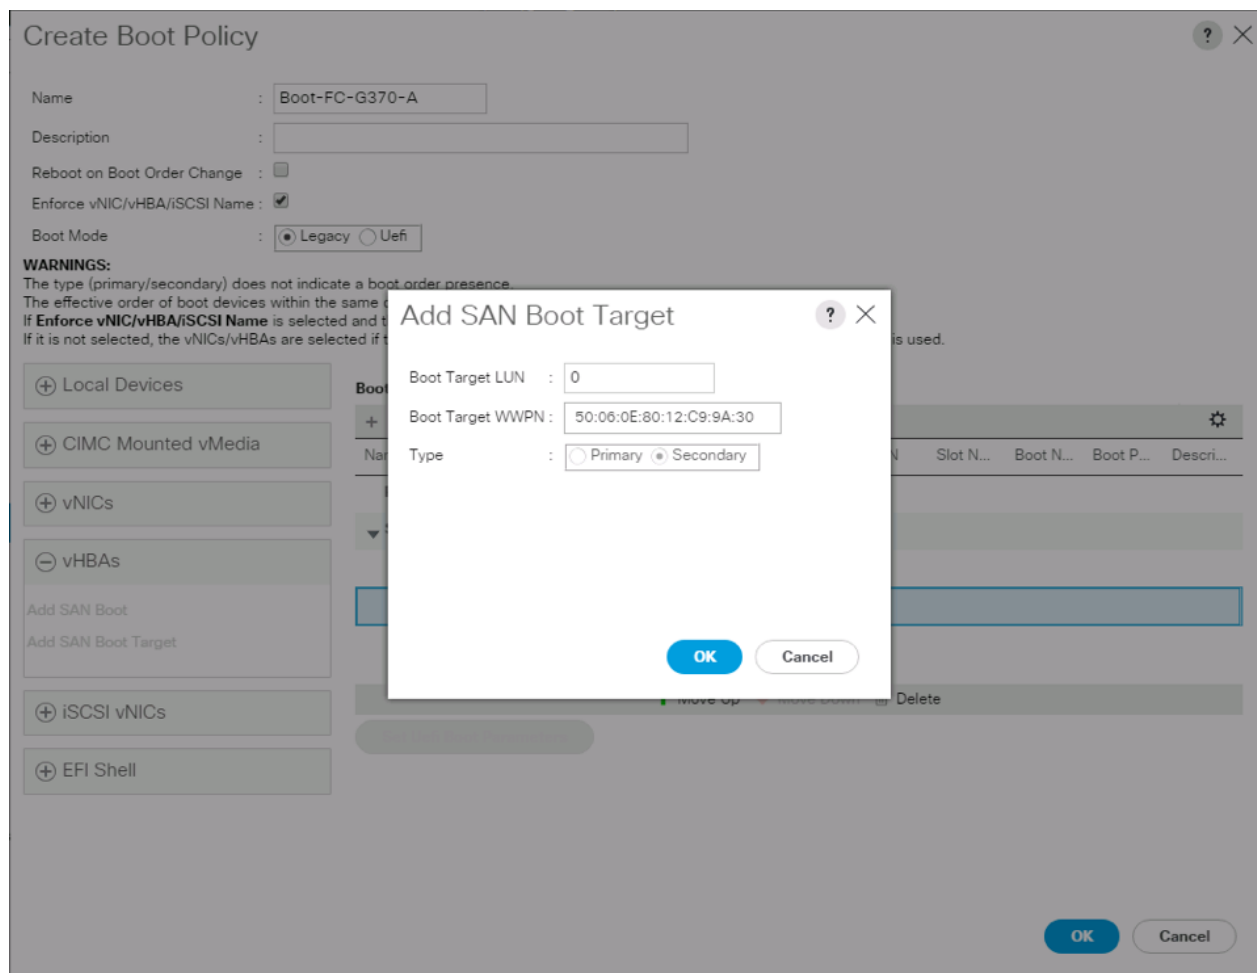 Create Boot Policy
? 
Name : Boot-FC-G370-A
Description :
Reboot on Boot Order Change :
Enforce vNIC/vHBA/iSCSI Name :
Boot Mode : Legacy Uefi
WARNINGS:
The type (primary/secondary) does not indicate a boot order presence.
The effective order of boot devices within the same
If Enforce vNIC/vHBA/iSCSI Name is selected and
If it is not selected, the vNICs/vHBAs are selected if is used.
Add SAN Boot Target
?
Boot Target LUN : 0
Boot Target WWPN : 50:06:0E:80:12:C9:9A:30
Type : Primary Secondary
OK Cancel
Local Devices
CIMC Mounted vMedia
vNICs
vHBAs
Add SAN Boot
Add SAN Boot Target
iSCSI vNICs
EFI Shell
Boot
+
Slot N... Boot N... Boot P... Descri...
Move Up Move Down Delete
OK Cancel